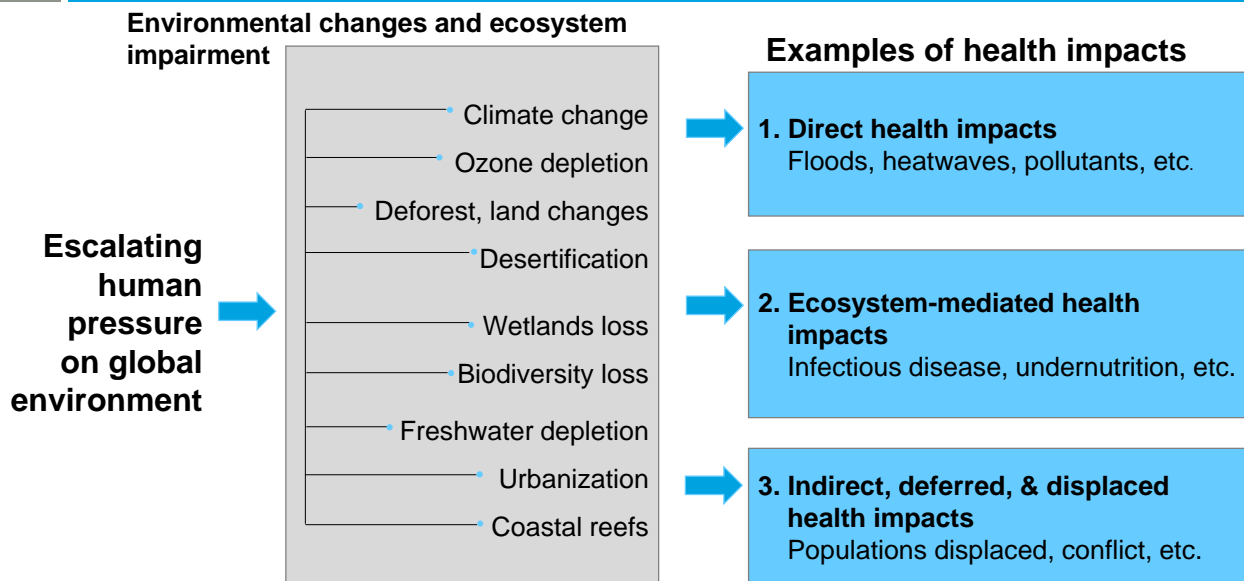 Environmental changes and ecosystem
impairment
Escalating
human
pressure
on global
environment
Climate change
Ozone depletion
Deforest, land changes
Desertification
Wetlands loss
Biodiversity loss
Freshwater depletion
Urbanization
Coastal reefs
Examples of health impacts
1. Direct health impacts
Floods, heatwaves, pollutants, etc.
2. Ecosystem-mediated health
impacts
Infectious disease, undernutrition, etc.
3. Indirect, deferred, & displaced
health impacts
Populations displaced, conflict, etc.